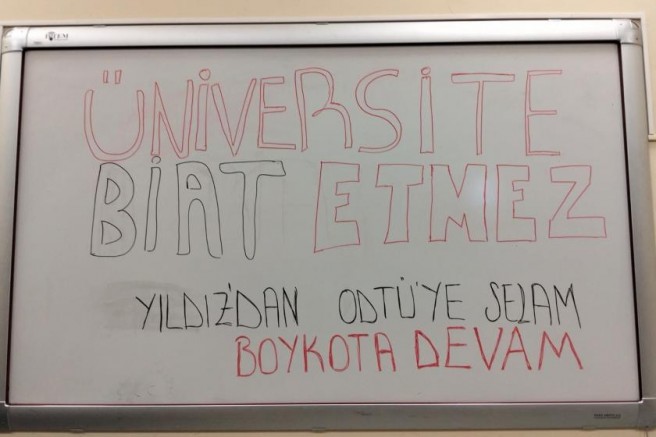 ÜNİVERSİTE
BİAT ETMEZ
YILDIZ'DAN ODTÜ'YE SELAM
BOYKOTA DEVAM